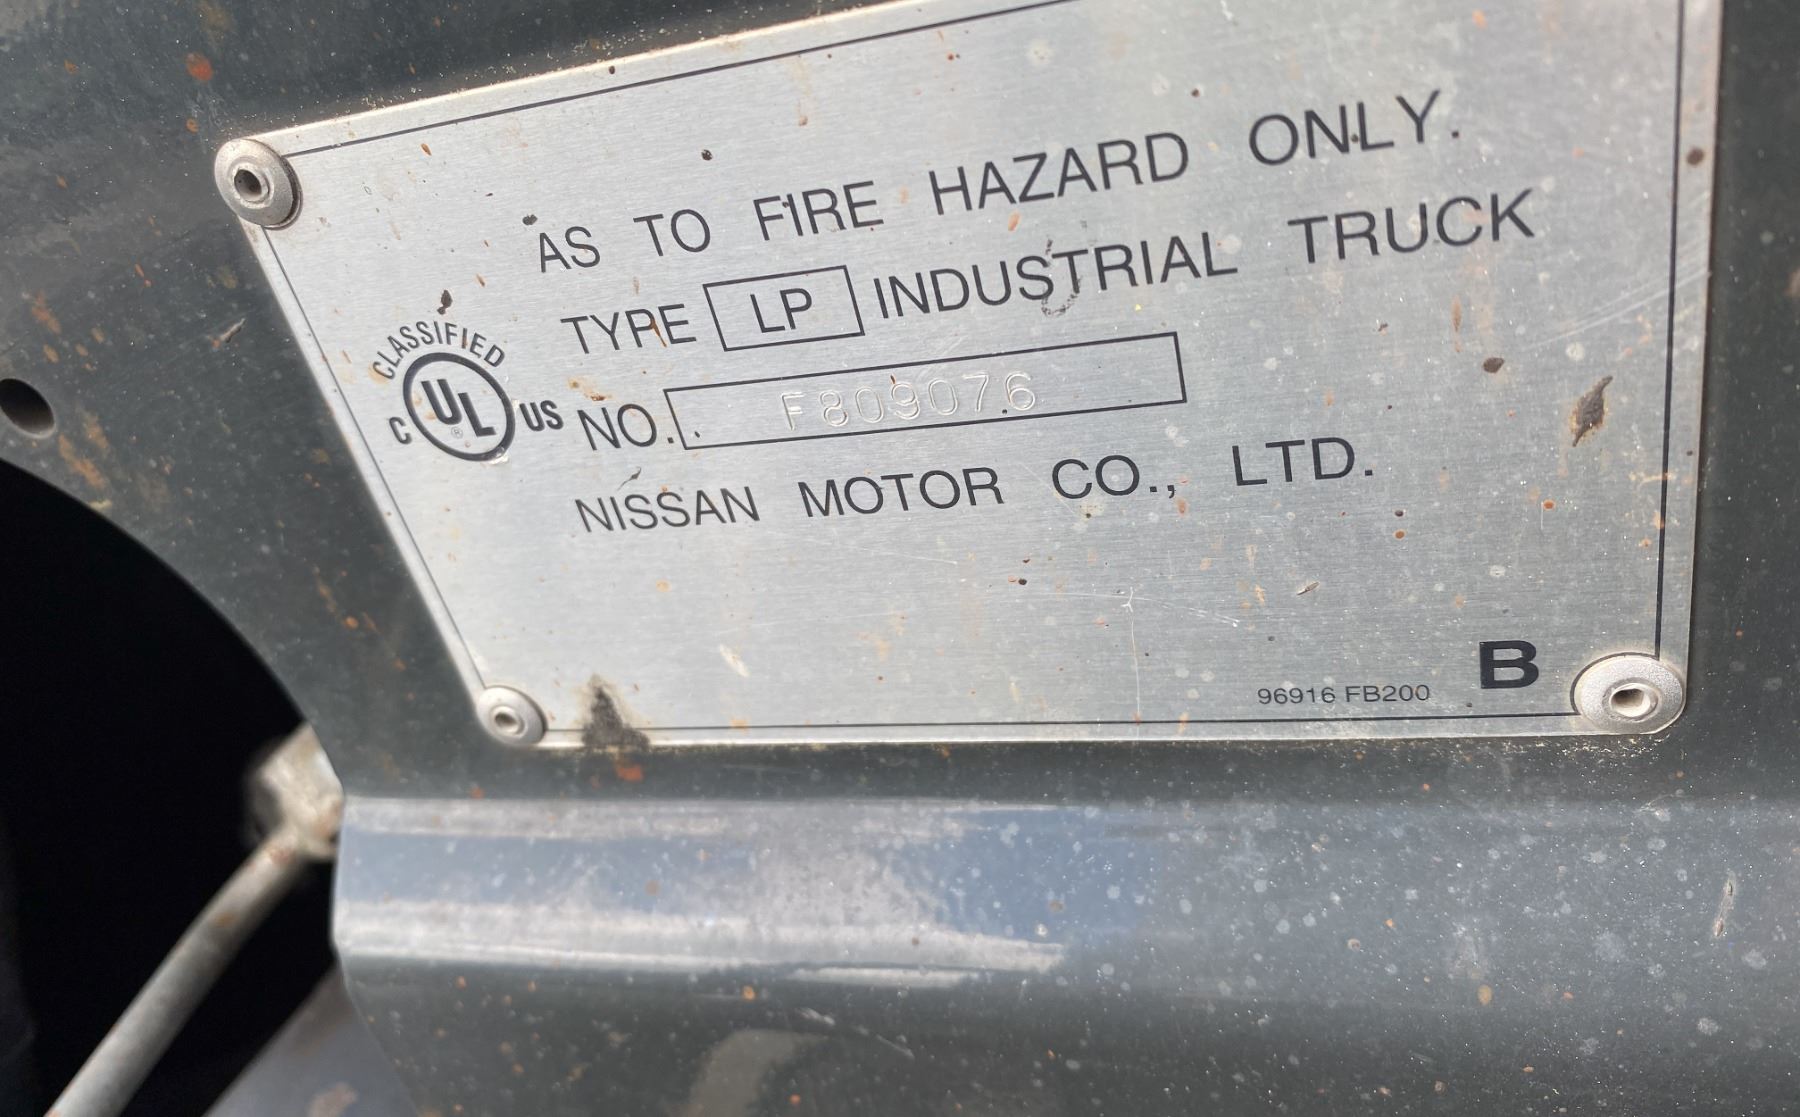 AS TO FIRE HAZARD ONLY.
TYPE LP INDUSTRIAL TRUCK
CLASSIFIED
C UL ® US
NO. F809076
NISSAN MOTOR CO., LTD.
96916 FB200 B